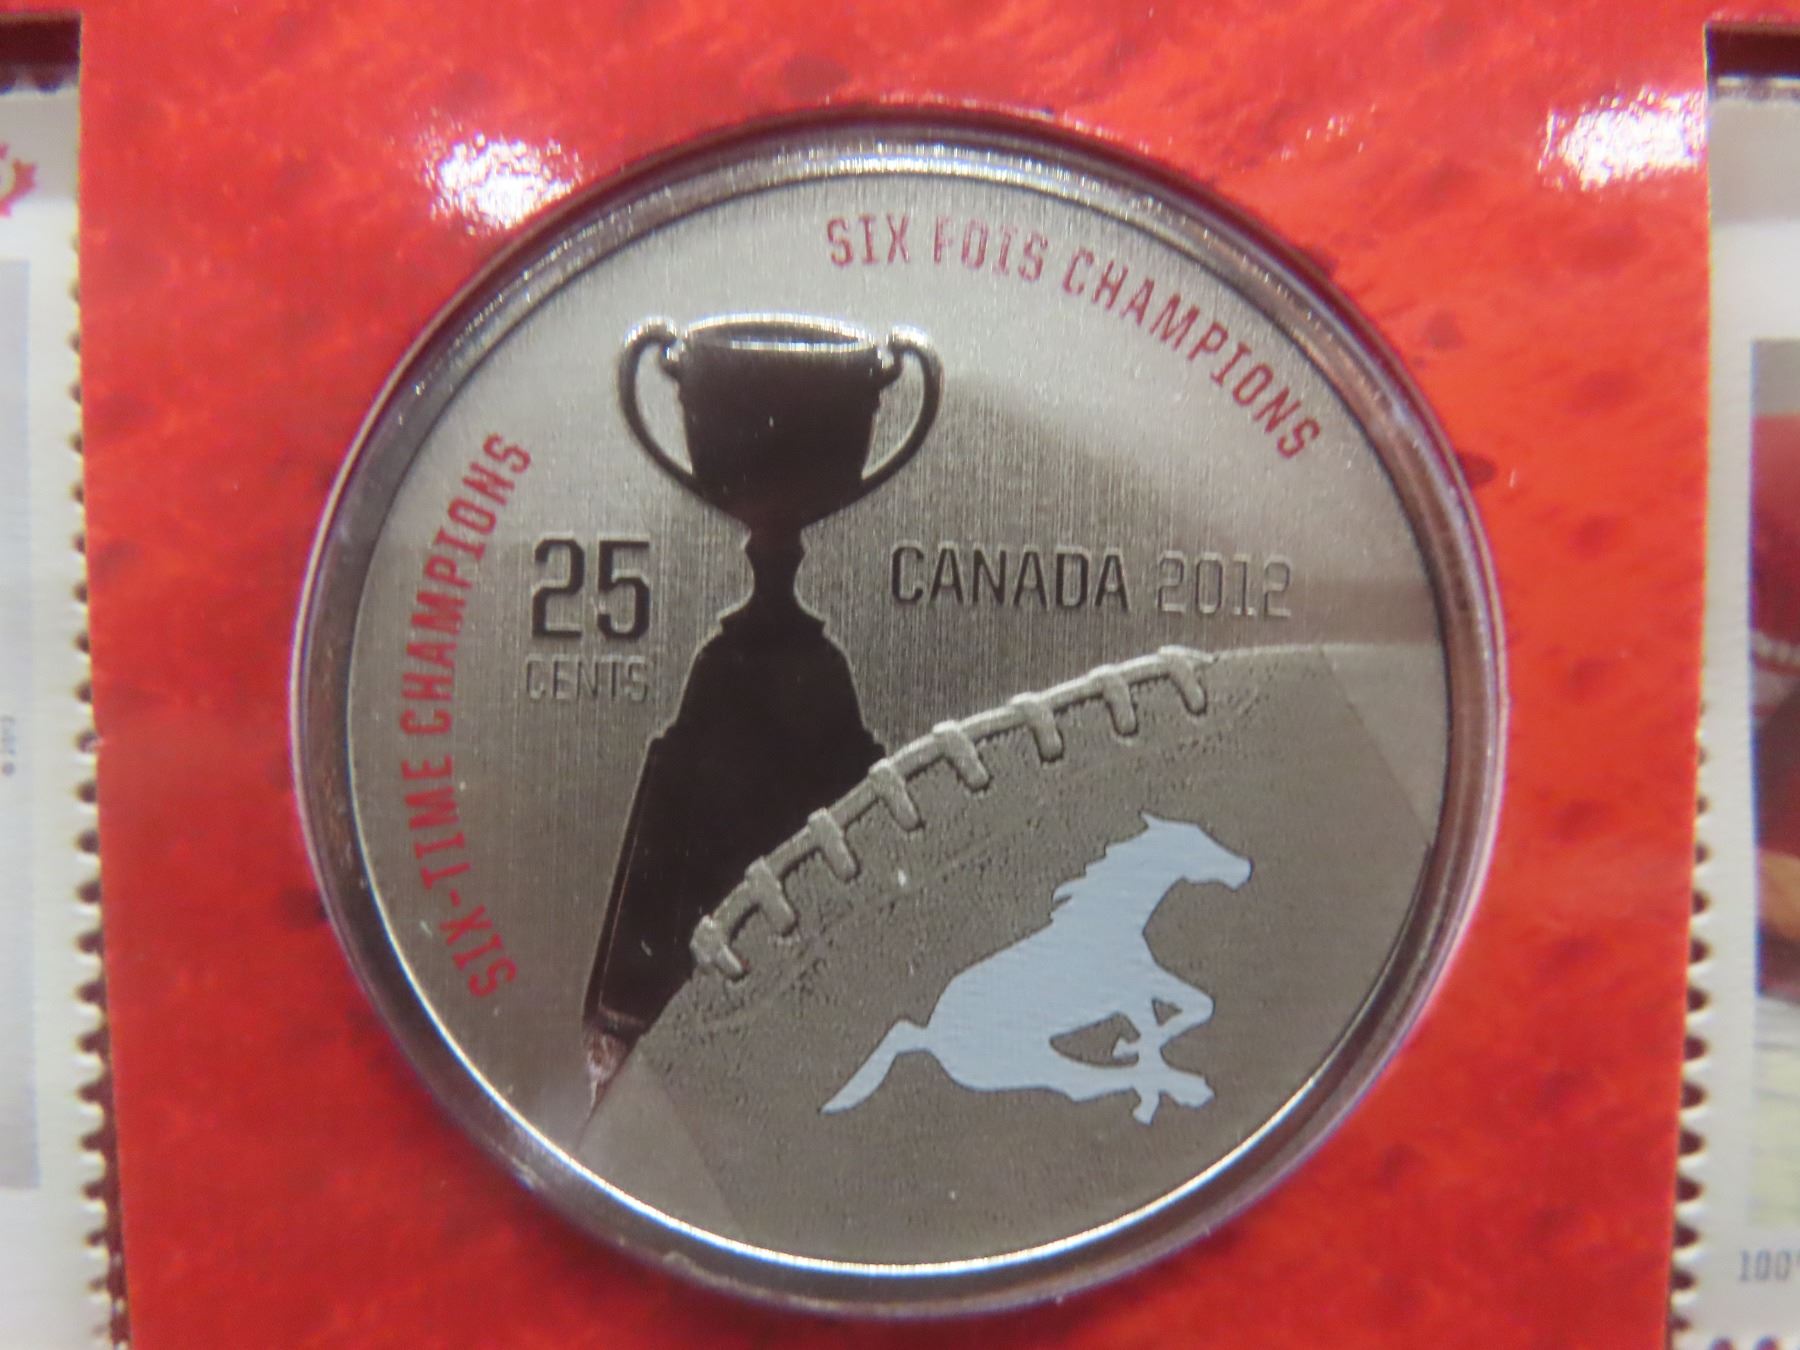 SIX FOIS CHAMPIONS
SIX-TIME CHAMPIONS
25
CENTS
CANADA 2012